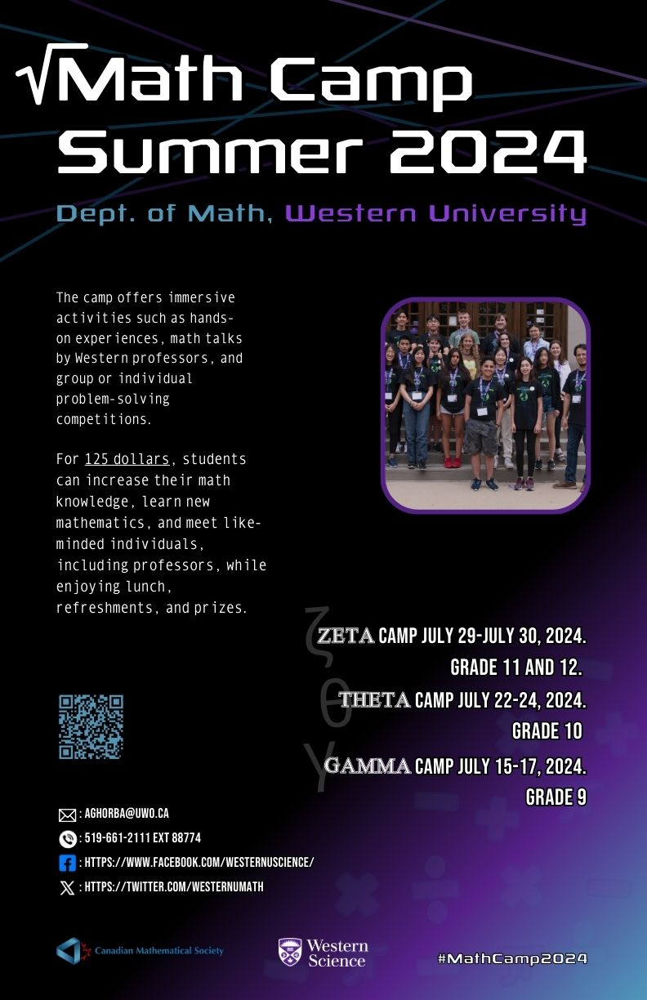 √Math Camp
Summer 2024
Dept. of Math, Western University
The camp offers immersive
activities such as hands-
on experiences, math talks
by Western professors, and
group or individual
problem-solving
competitions.
For 125 dollars, students
can increase their math
knowledge, learn new
mathematics, and meet like-
minded individuals,
including professors, while
enjoying lunch,
refreshments, and prizes.
ζ
ZETA CAMP JULY 29-JULY 30, 2024.
GRADE 11 AND 12.
θ
THETA CAMP JULY 22-24, 2024.
GRADE 10
γ
GAMMA CAMP JULY 15-17, 2024.
GRADE 9
: AGHORBA@UWO.CA
: 519-661-2111 EXT 88774
: HTTPS://WWW.FACEBOOK.COM/WESTERNUSCIENCE/
: HTTPS://TWITTER.COM/WESTERNUMATH
Canadian Mathematical Society
Western
Science
#MathCamp2024